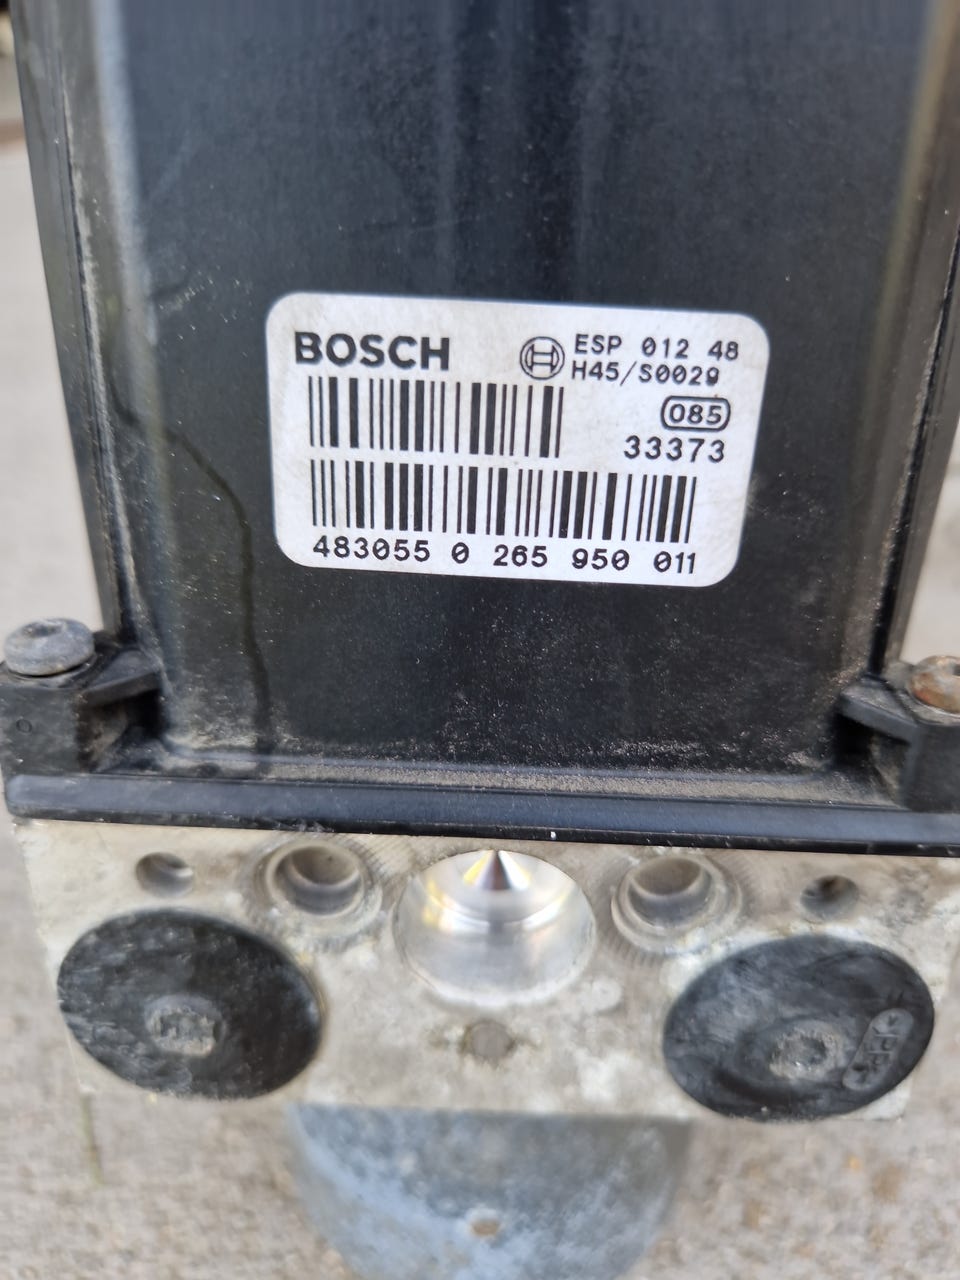 BOSCH
ESP 012 48
H45/S0029
085
33373
483055 0 265 950 011